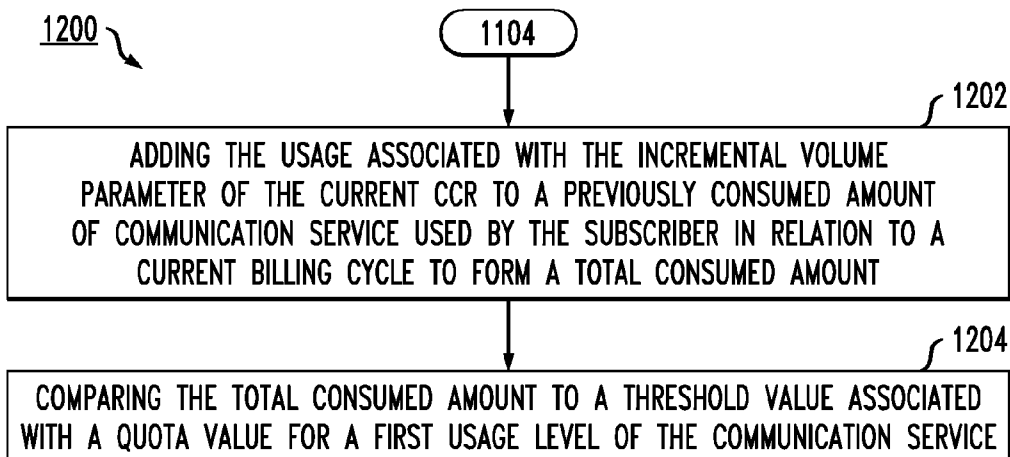 1200
1104
1202
ADDING THE USAGE ASSOCIATED WITH THE INCREMENTAL VOLUME
PARAMETER OF THE CURRENT CCR TO A PREVIOUSLY CONSUMED AMOUNT
OF COMMUNICATION SERVICE USED BY THE SUBSCRIBER IN RELATION TO A
CURRENT BILLING CYCLE TO FORM A TOTAL CONSUMED AMOUNT
1204
COMPARING THE TOTAL CONSUMED AMOUNT TO A THRESHOLD VALUE ASSOCIATED
WITH A QUOTA VALUE FOR A FIRST USAGE LEVEL OF THE COMMUNICATION SERVICE